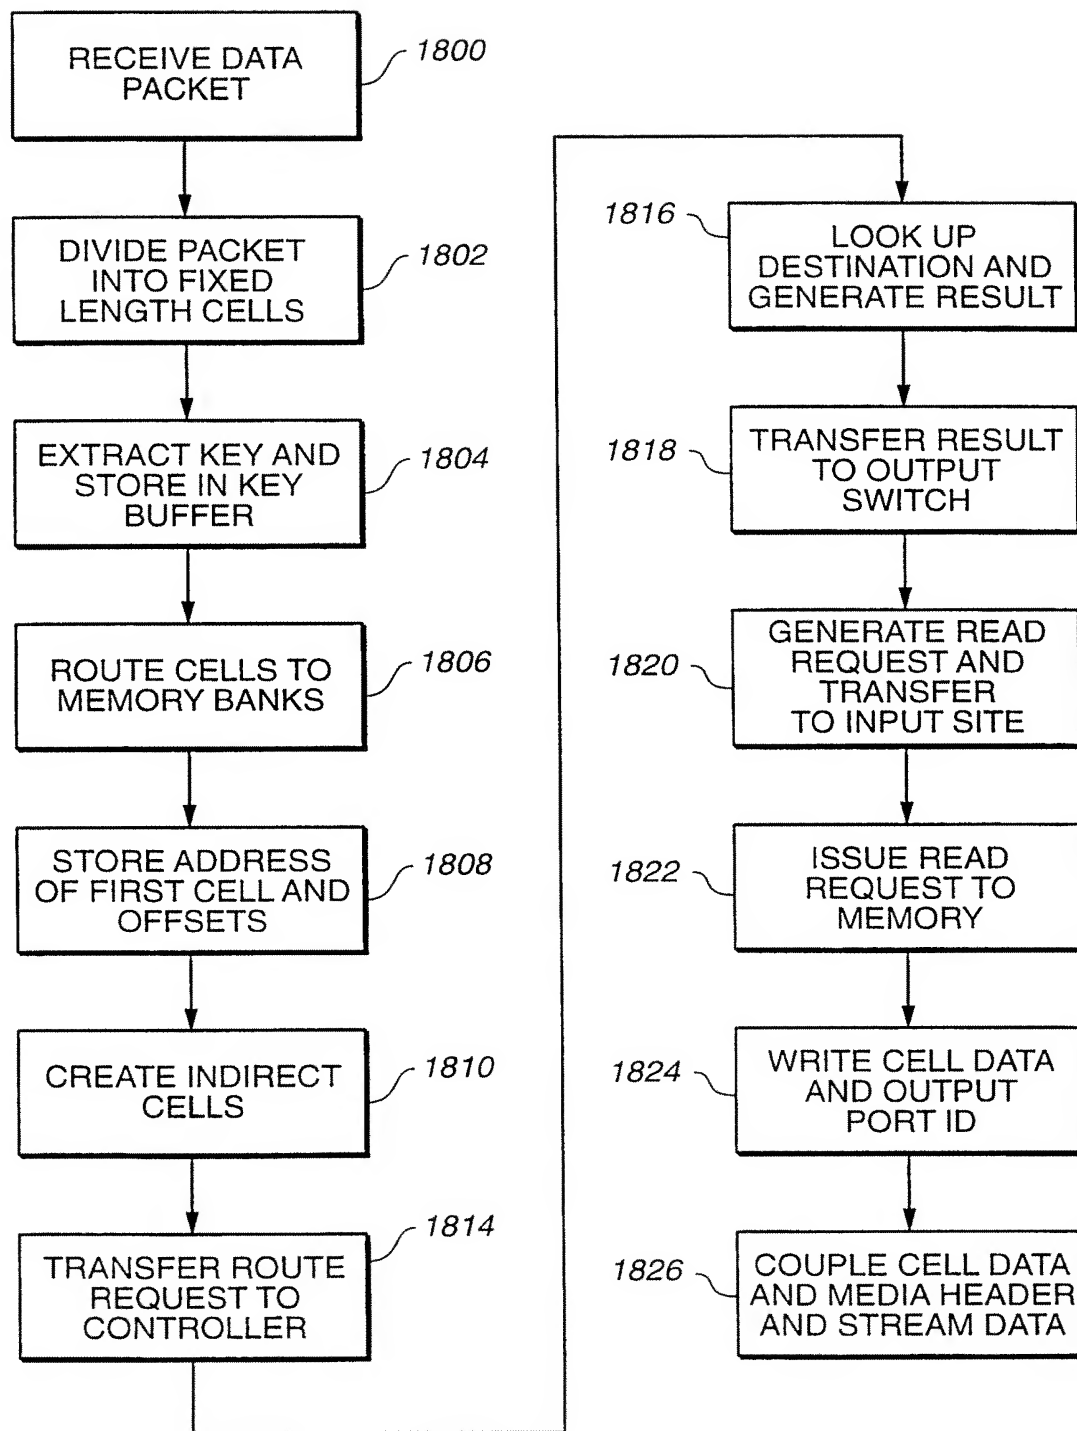 RECEIVE DATA
PACKET
1800
DIVIDE PACKET
INTO FIXED
LENGTH CELLS
1802
EXTRACT KEY AND
STORE IN KEY
BUFFER
1804
ROUTE CELLS TO
MEMORY BANKS
1806
STORE ADDRESS
OF FIRST CELL AND
OFFSETS
1808
CREATE INDIRECT
CELLS
1810
TRANSFER ROUTE
REQUEST TO
CONTROLLER
1814
1816
LOOK UP
DESTINATION AND
GENERATE RESULT
1818
TRANSFER RESULT
TO OUTPUT
SWITCH
1820
GENERATE READ
REQUEST AND
TRANSFER
TO INPUT SITE
1822
ISSUE READ
REQUEST TO
MEMORY
1824
WRITE CELL DATA
AND OUTPUT
PORT ID
1826
COUPLE CELL DATA
AND MEDIA HEADER
AND STREAM DATA